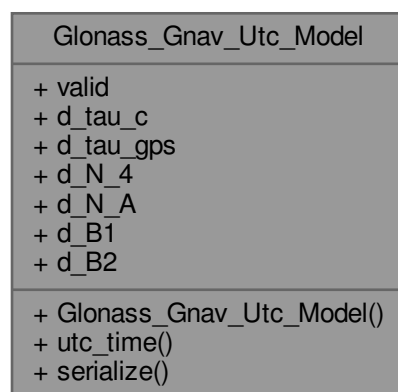 Glonass_Gnav_Utc_Model
+ valid
+ d_tau_c
+ d_tau_gps
+ d_N_4
+ d_N_A
+ d_B1
+ d_B2
+ Glonass_Gnav_Utc_Model()
+ utc_time()
+ serialize()